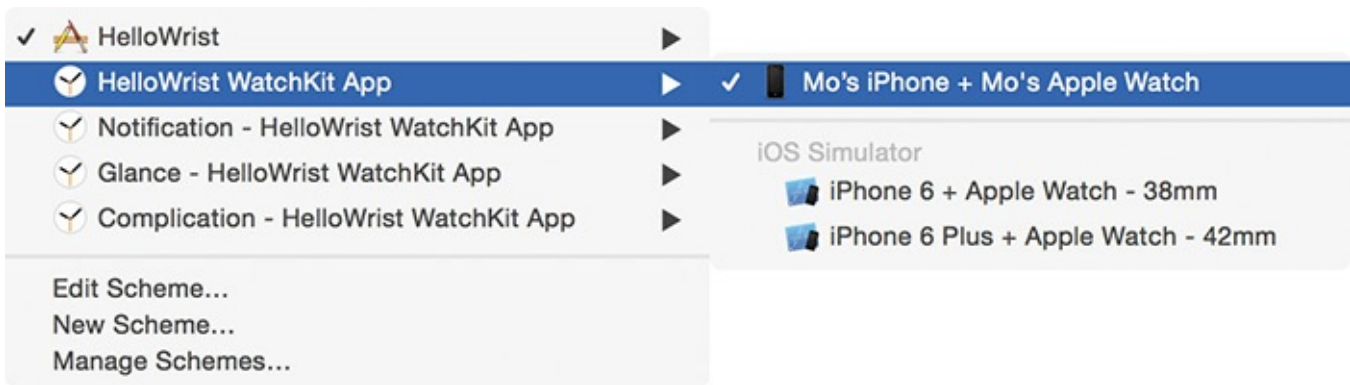 HelloWrist
HelloWrist WatchKit App
Notification - HelloWrist WatchKit App
Glance - HelloWrist WatchKit App
Complication - HelloWrist WatchKit App
Edit Scheme...
New Scheme...
Manage Schemes...
Mo’s iPhone + Mo's Apple Watch
iOS Simulator
iPhone 6 + Apple Watch - 38mm
iPhone 6 Plus + Apple Watch - 42mm